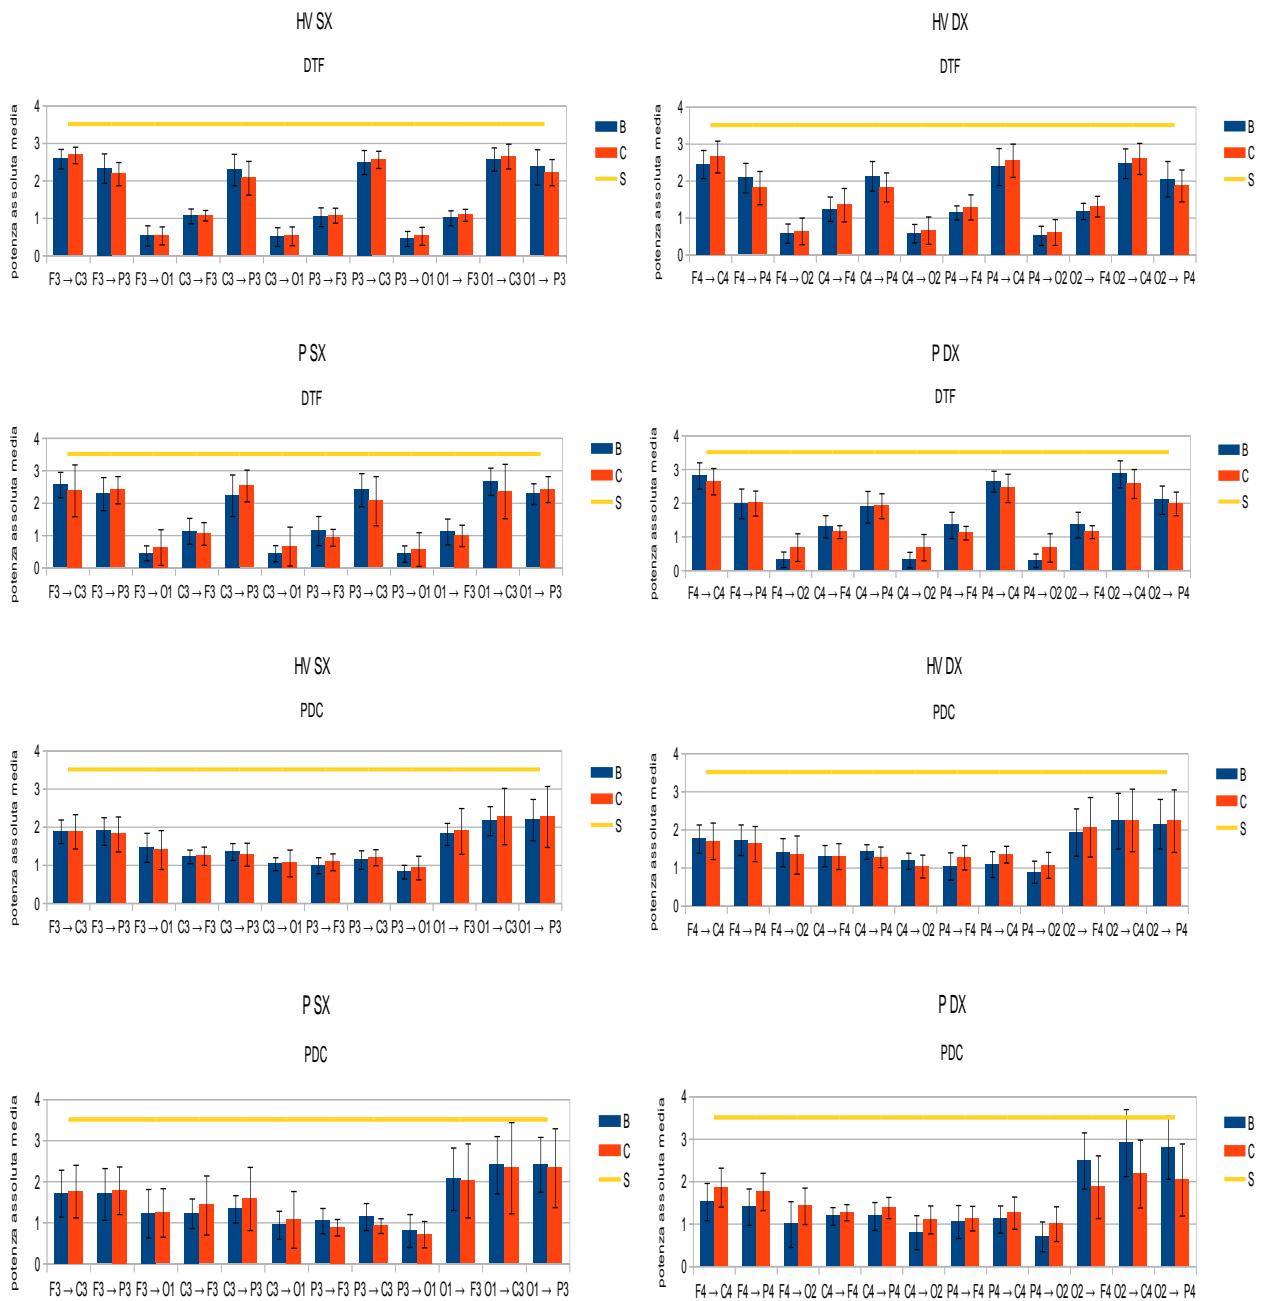 HV SX
DTF
potenza assoluta media
4
3
2
1
0
F3 → C3 F3 → P3 F3 → O1 C3 → F3 C3 → P3 C3 → O1 P3 → F3 P3 → C3 P3 → O1 O1 → F3 O1 → C3 O1 → P3
B
C
S
HV DX
DTF
potenza assoluta media
4
3
2
1
0
F4 → C4 F4 → P4 F4 → O2 C4 → F4 C4 → P4 C4 → O2 P4 → F4 P4 → C4 P4 → O2 O2 → F4 O2 → C4 O2 → P4
B
C
S
P SX
DTF
potenza assoluta media
4
3
2
1
0
F3 → C3 F3 → P3 F3 → O1 C3 → F3 C3 → P3 C3 → O1 P3 → F3 P3 → C3 P3 → O1 O1 → F3 O1 → C3 O1 → P3
B
C
S
P DX
DTF
potenza assoluta media
4
3
2
1
0
F4 → C4 F4 → P4 F4 → O2 C4 → F4 C4 → P4 C4 → O2 P4 → F4 P4 → C4 P4 → O2 O2 → F4 O2 → C4 O2 → P4
B
C
S
HV SX
PDC
potenza assoluta media
4
3
2
1
0
F3 → C3 F3 → P3 F3 → O1 C3 → F3 C3 → P3 C3 → O1 P3 → F3 P3 → C3 P3 → O1 O1 → F3 O1 → C3 O1 → P3
B
C
S
HV DX
PDC
potenza assoluta media
4
3
2
1
0
F4 → C4 F4 → P4 F4 → O2 C4 → F4 C4 → P4 C4 → O2 P4 → F4 P4 → C4 P4 → O2 O2 → F4 O2 → C4 O2 → P4
B
C
S
P SX
PDC
potenza assoluta media
4
3
2
1
0
F3 → C3 F3 → P3 F3 → O1 C3 → F3 C3 → P3 C3 → O1 P3 → F3 P3 → C3 P3 → O1 O1 → F3 O1 → C3 O1 → P3
B
C
S
P DX
PDC
potenza assoluta media
4
3
2
1
0
F4 → C4 F4 → P4 F4 → O2 C4 → F4 C4 → P4 C4 → O2 P4 → F4 P4 → C4 P4 → O2 O2 → F4 O2 → C4 O2 → P4
B
C
S